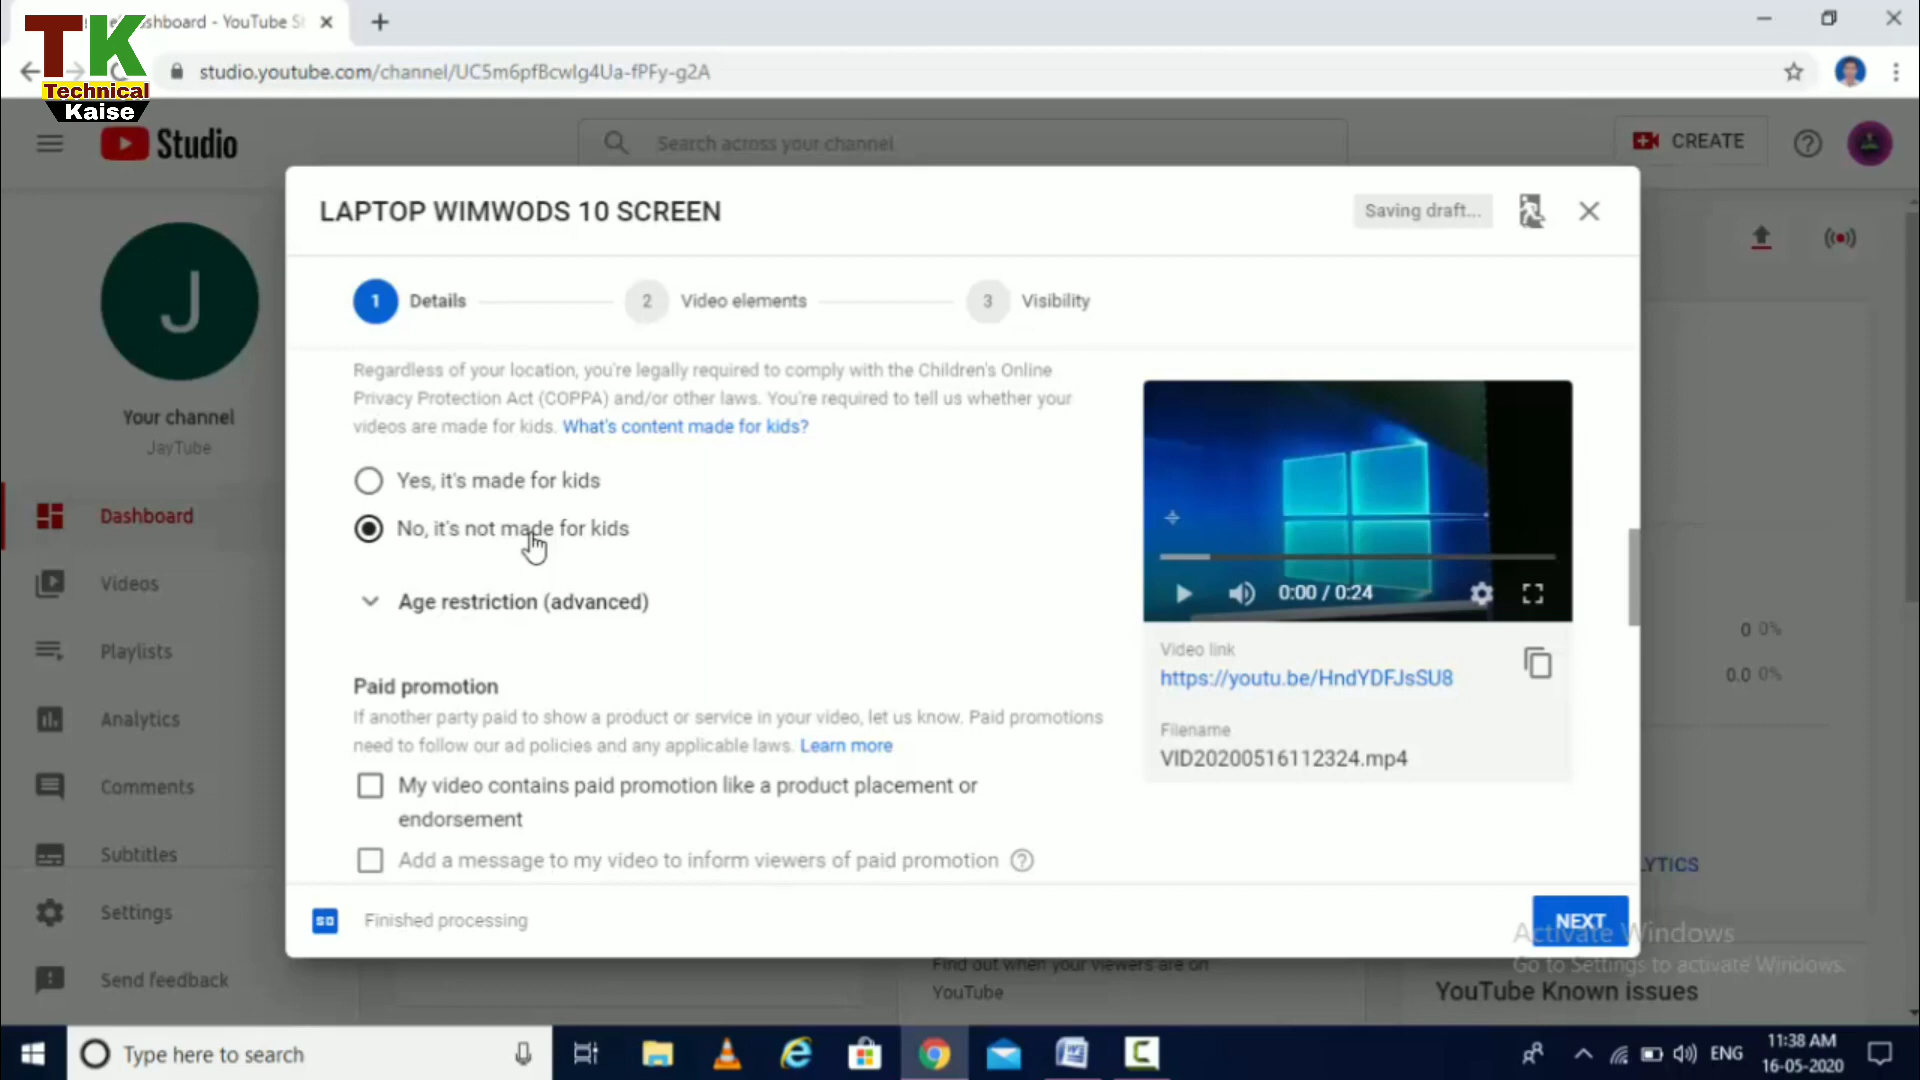 TK
Technical
Kaise
shboard - YouTube S
studio.youtube.com/channel/UC5m6pfBcwIg4Ua-fPFy-g2A
Studio
Search across your channel
CREATE
LAPTOP WIMWODS 10 SCREEN
Saving draft...
1 Details
2 Video elements
3 Visibility
J
Your channel
JayTube
Dashboard
Videos
Playlists
Analytics
Comments
Subtitles
Settings
Send feedback
Regardless of your location, you're legally required to comply with the Children's Online
Privacy Protection Act (COPPA) and/or other laws. You're required to tell us whether your
videos are made for kids. What's content made for kids?
Yes, it's made for kids
No, it's not made for kids
Age restriction (advanced)
Paid promotion
If another party paid to show a product or service in your video, let us know. Paid promotions
need to follow our ad policies and any applicable laws. Learn more
My video contains paid promotion like a product placement or
endorsement
Add a message to my video to inform viewers of paid promotion
0:00 / 0:24
Video link
https://youtu.be/HndYDFJsSU8
Filename
VID20200516112324.mp4
0 0%
0.0 0%
LYTICS
SD
Finished processing
NEXT
Activate Windows
Go to Settings to activate Windows.
Find out when your viewers are on
YouTube
YouTube Known issues
Type here to search
ENG
11:38 AM
16-05-2020